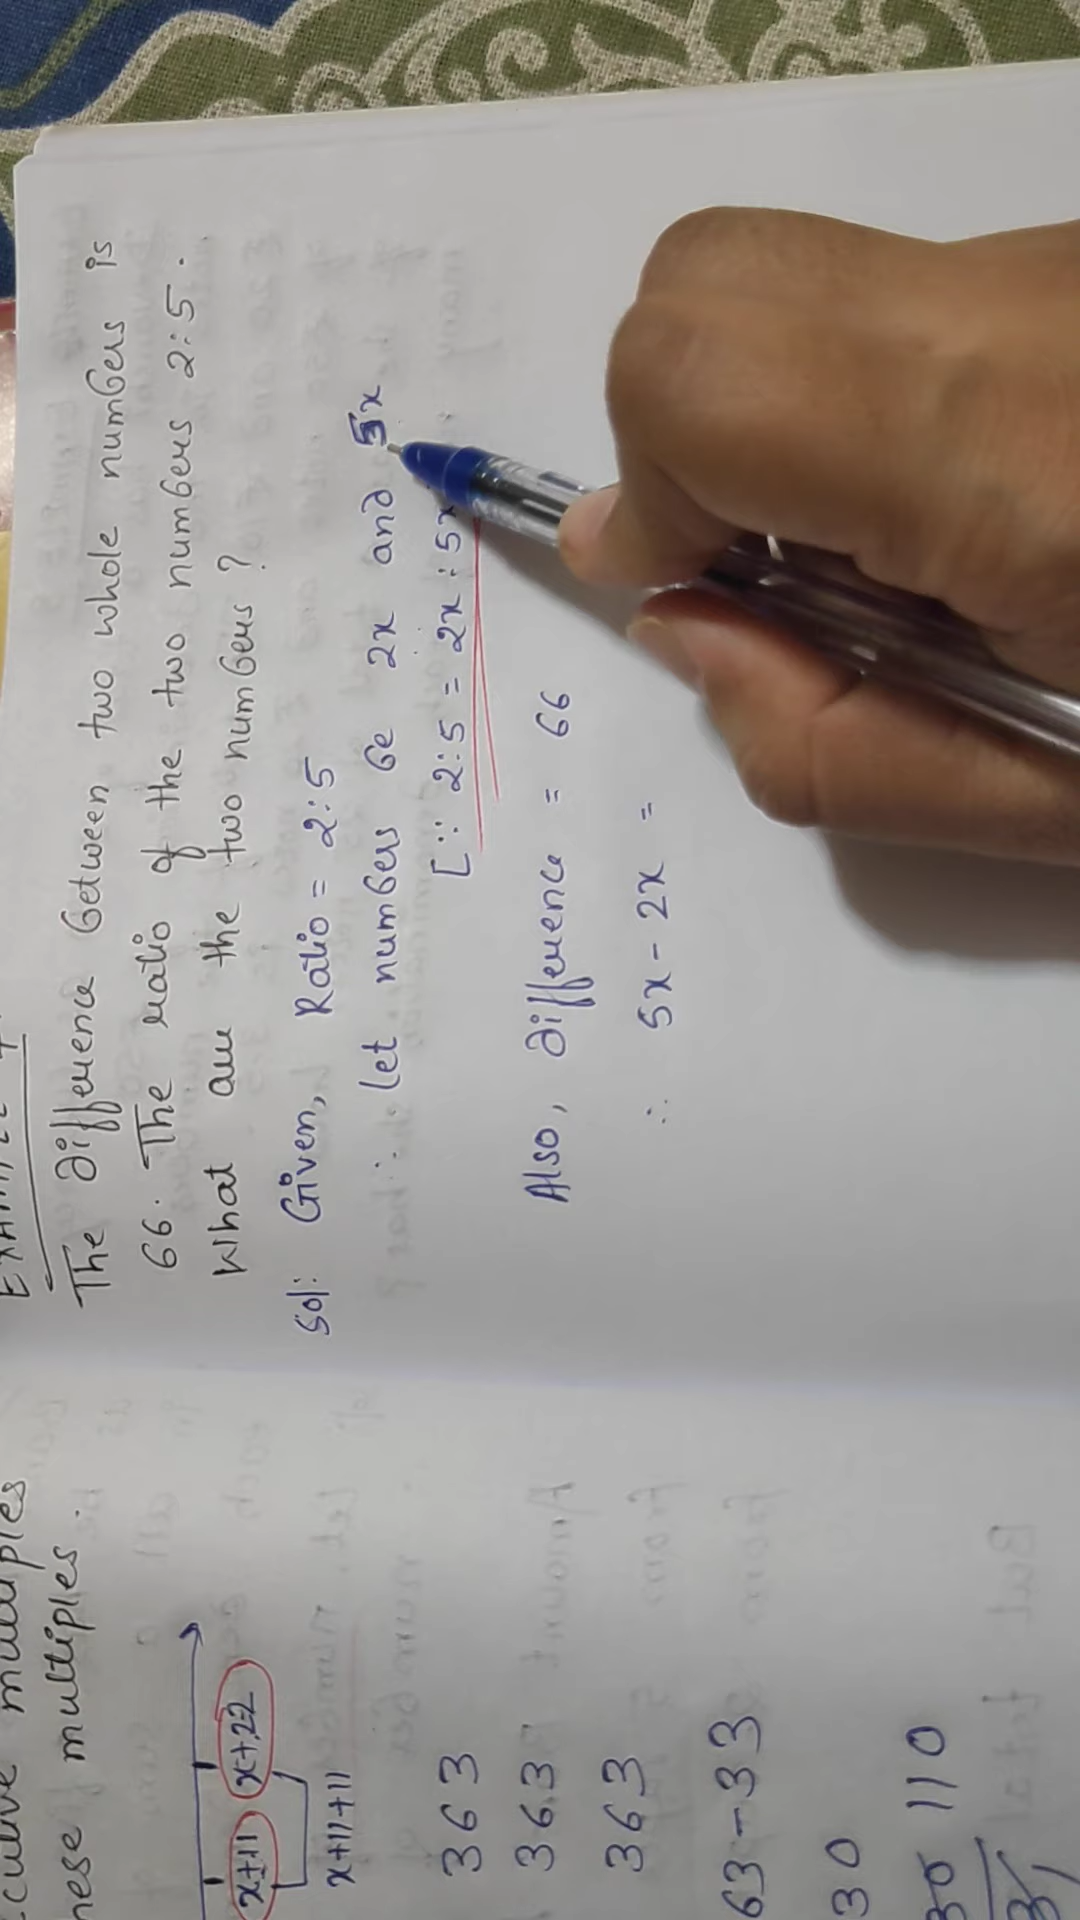 The difference between two whole numbers is
66. The ratio of the two numbers 2:5.
What are the two numbers?
Sol: Given, Ratio = 2:5
∴ Let numbers be 2x and 5x
[∵ 2:5 = 2x : 5x
Also, difference = 66
∴ 5x - 2x =
multiples
these multiples.
x+11 x+22
x+11+11
363
363
363
63-33
30
110